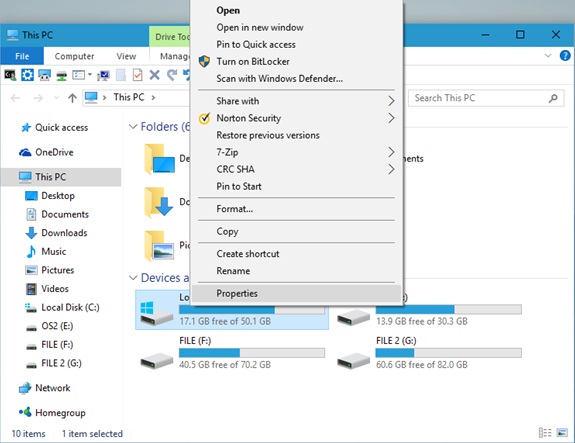 Open
Open in new window
Pin to Quick access
Turn on BitLocker
Scan with Windows Defender...
Share with
Norton Security
Restore previous versions
7-Zip
CRC SHA
Pin to Start
Format...
Copy
Create shortcut
Rename
Properties
This PC
Drive Too
File
Computer
View
Mana
This PC
Search This PC
Quick access
OneDrive
This PC
Desktop
Documents
Downloads
Music
Pictures
Videos
Local Disk (C:)
OS2 (E:)
FILE (F:)
FILE 2 (G:)
Network
Homegroup
Folders (6
De
Do
Pic
Devices a
Lo
17.1 GB free of 50.1 GB
13.9 GB free of 30.3 GB
FILE (F:)
40.5 GB free of 70.2 GB
FILE 2 (G:)
60.6 GB free of 82.0 GB
10 items
1 item selected